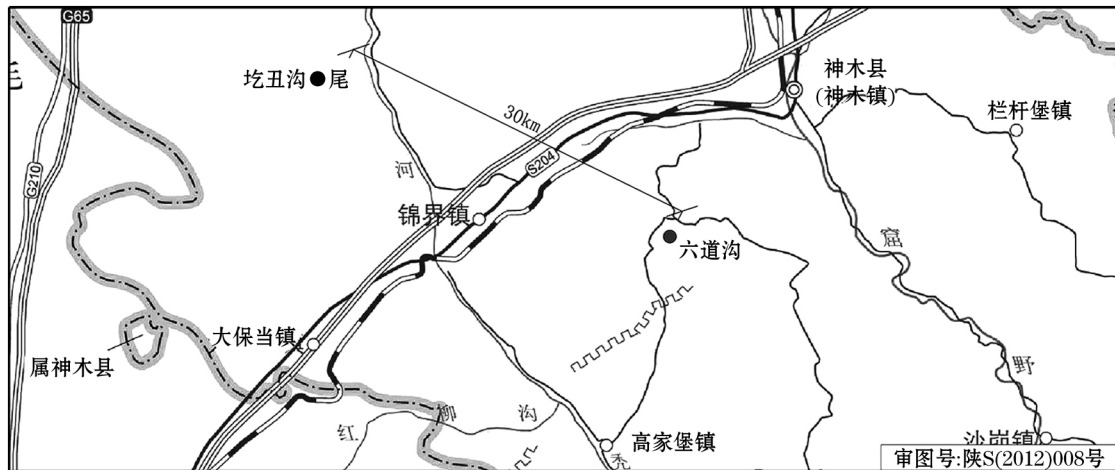 G65
毛
圪丑沟
尾
神木县
(神木镇)
栏杆堡镇
30km
G210
S204
河
锦界镇
六道沟
窟
大保当镇
属神木县
野
柳
沟
红
高家堡镇
秃
沙峁镇
审图号:陕S(2012)008号